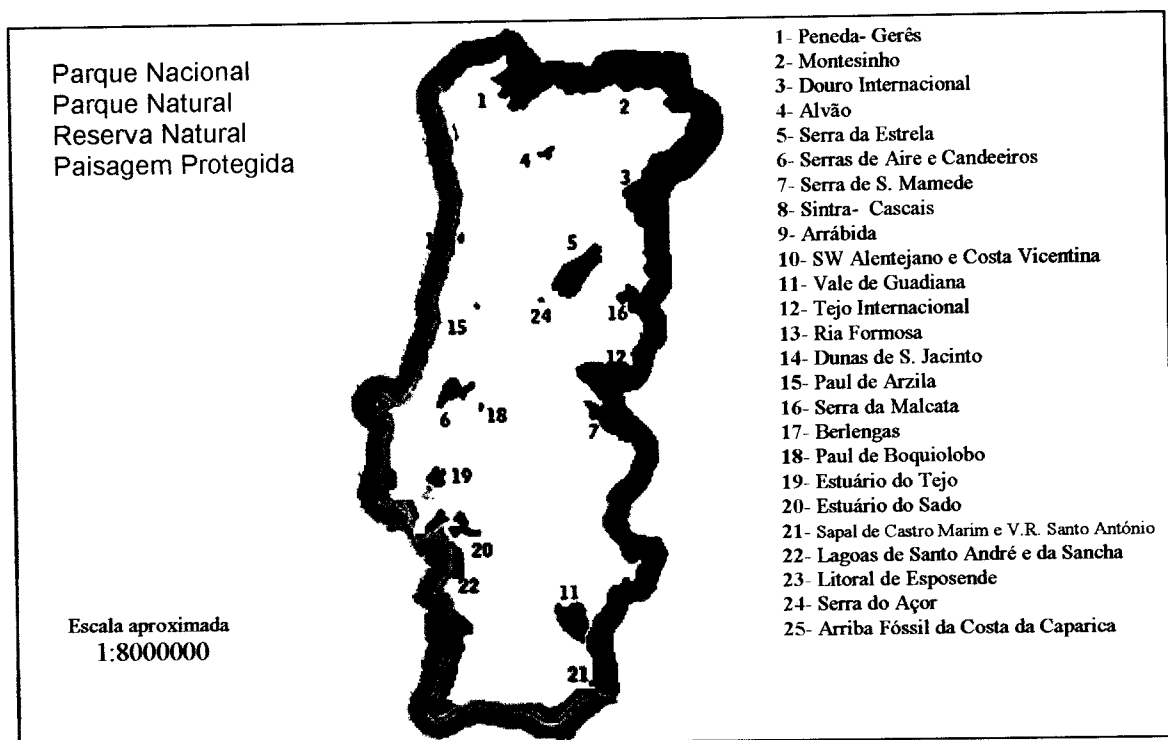 Parque Nacional
Parque Natural
Reserva Natural
Paisagem Protegida
Escala aproximada
1:8000000
1
2
4
3
5
15
24
16
12
6
18
7
19
20
22
11
21
1- Peneda- Gerês
2- Montesinho
3- Douro Internacional
4- Alvão
5- Serra da Estrela
6- Serras de Aire e Candeeiros
7- Serra de S. Mamede
8- Sintra- Cascais
9- Arrábida
10- SW Alentejano e Costa Vicentina
11- Vale de Guadiana
12- Tejo Internacional
13- Ria Formosa
14- Dunas de S. Jacinto
15- Paul de Arzila
16- Serra da Malcata
17- Berlengas
18- Paul de Boquiolobo
19- Estuário do Tejo
20- Estuário do Sado
21- Sapal de Castro Marim e V.R. Santo António
22- Lagoas de Santo André e da Sancha
23- Litoral de Esposende
24- Serra do Açor
25- Arriba Fóssil da Costa da Caparica